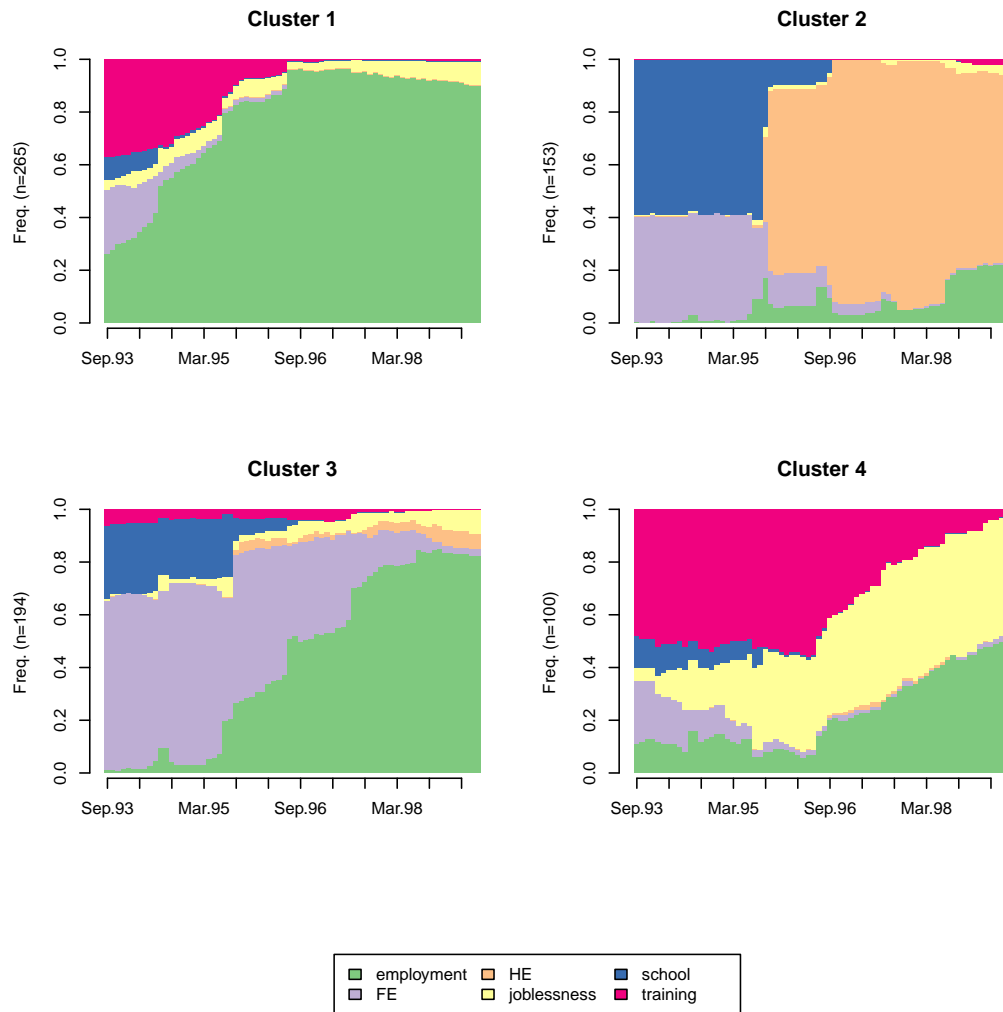 Cluster 1
Freq. (n=265)
0.0 0.2 0.4 0.6 0.8 1.0
Sep.93 Mar.95 Sep.96 Mar.98
Cluster 2
Freq. (n=153)
0.0 0.2 0.4 0.6 0.8 1.0
Sep.93 Mar.95 Sep.96 Mar.98
Cluster 3
Freq. (n=194)
0.0 0.2 0.4 0.6 0.8 1.0
Sep.93 Mar.95 Sep.96 Mar.98
Cluster 4
Freq. (n=100)
0.0 0.2 0.4 0.6 0.8 1.0
Sep.93 Mar.95 Sep.96 Mar.98
employment HE school
FE joblessness training